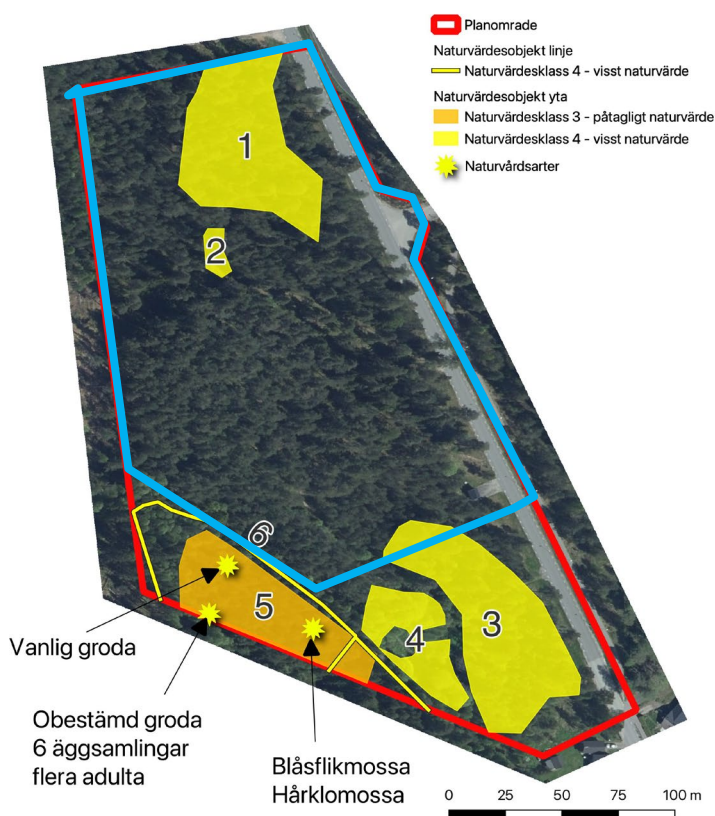 Planomrade
Naturvärdesobjekt linje
Naturvärdesklass 4 - visst naturvärde
Naturvärdesobjekt yta
Naturvärdesklass 3 - påtagligt naturvärde
Naturvärdesklass 4 - visst naturvärde
Naturvårdsarter
1
2
6
5
4
3
Vanlig groda
Obestämd groda
6 äggsamlingar
flera adulta
Blåsflikmossa
Hårklomossa
0 25 50 75 100 m